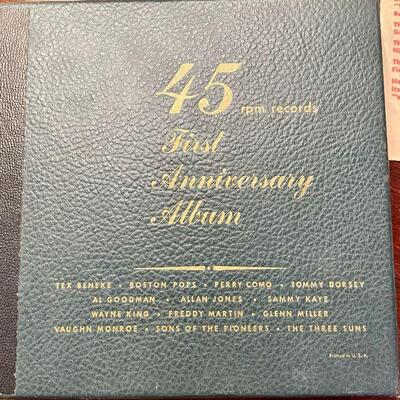 45 rpm records
First
Anniversary
Album
TEX BENEKE • BOSTON POPS • PERRY COMO • TOMMY DORSEY
AL GOODMAN • ALLAN JONES • SAMMY KAYE
WAYNE KING • FREDDY MARTIN • GLENN MILLER
VAUGHN MONROE • SONS OF THE PIONEERS • THE THREE SUNS
Printed in U. S. A.